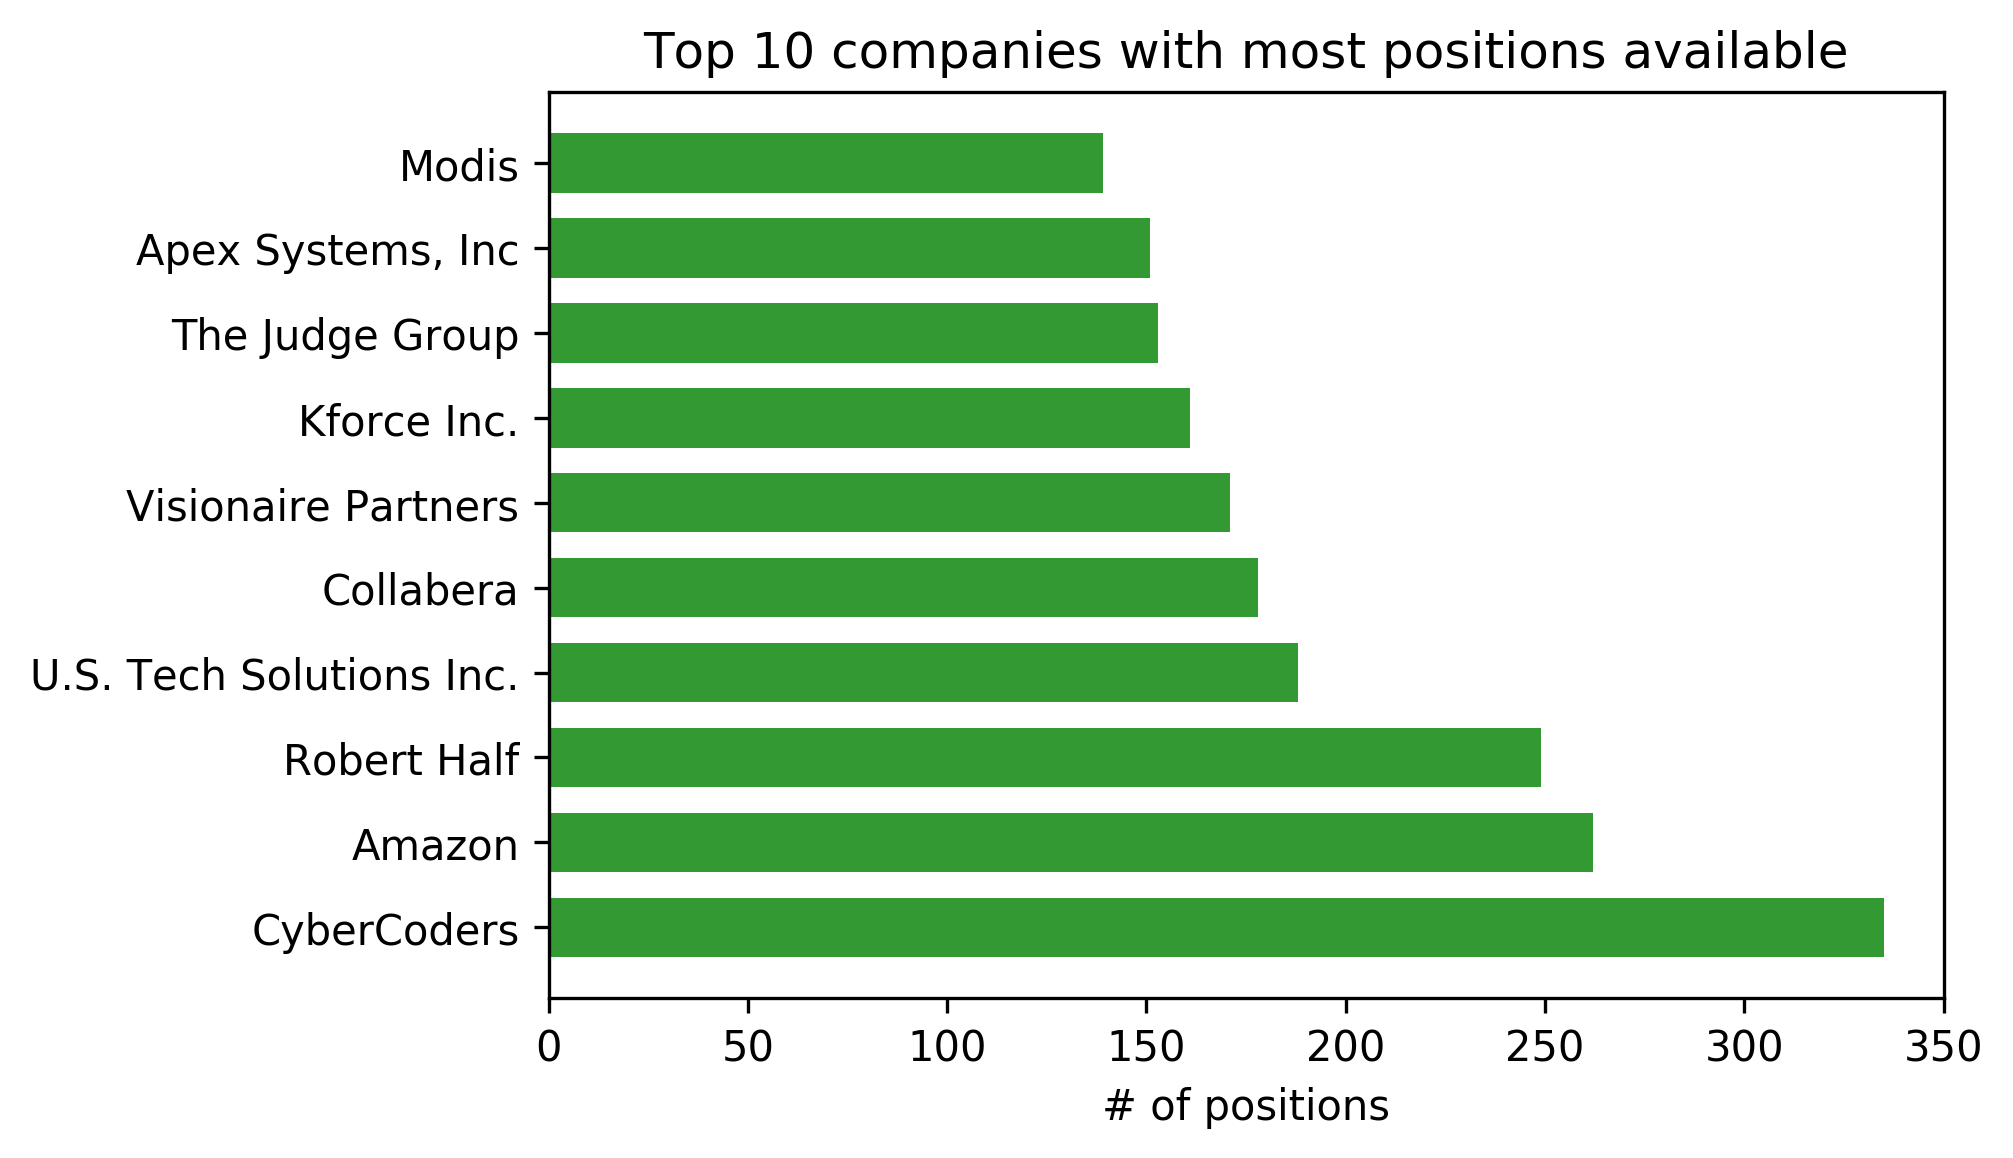 Top 10 companies with most positions available
Modis
Apex Systems, Inc
The Judge Group
Kforce Inc.
Visionaire Partners
Collabera
U.S. Tech Solutions Inc.
Robert Half
Amazon
CyberCoders
0 50 100 150 200 250 300 350
# of positions